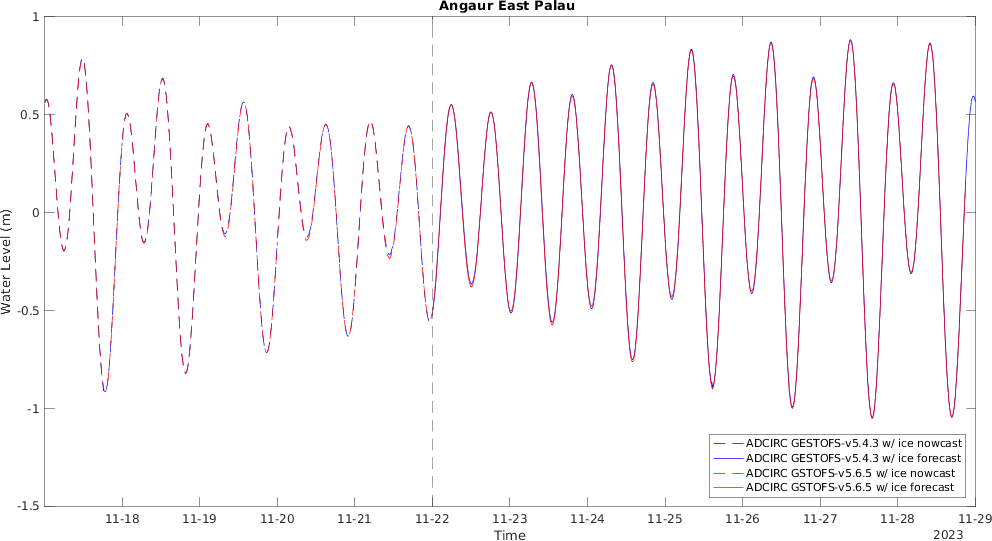 Angaur East Palau
1
0.5
0
-0.5
-1
-1.5
Water Level (m)
11-18 11-19 11-20 11-21 11-22 11-23 11-24 11-25 11-26 11-27 11-28 11-29
Time
2023
ADCIRC GESTOFS-v5.4.3 w/ ice nowcast
ADCIRC GESTOFS-v5.4.3 w/ ice forecast
ADCIRC GSTOFS-v5.6.5 w/ ice nowcast
ADCIRC GSTOFS-v5.6.5 w/ ice forecast